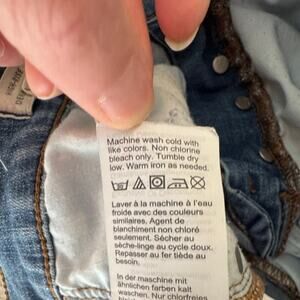 Machine wash cold with
like colors. Non chlorine
bleach only. Tumble dry
low. Warm iron as needed.
Laver à la machine à l'eau
froide avec des couleurs
similaires. Agent de
blanchiment non chloré
seulement. Sécher au
sèche-linge au cycle doux.
Repasser au fer tiède au
besoin.
In der maschine mit
ähnlichen farben kalt
waschen. Nur chlorfreies